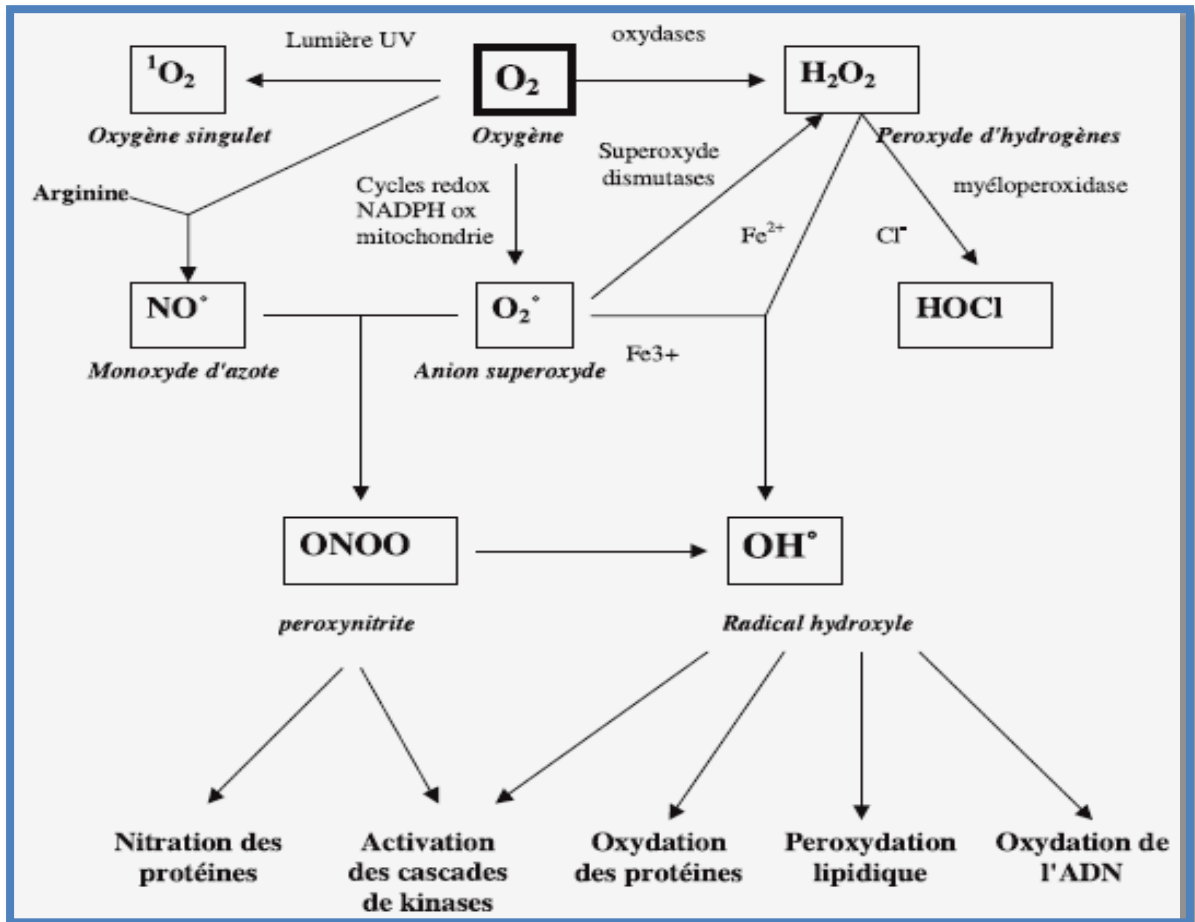 Lumière UV
oxydases
¹O₂
O₂
H₂O₂
Oxygène singulet
Oxygène
Peroxyde d'hydrogènes
Superoxyde
dismutases
Arginine
Cycles redox
NADPH ox
mitochondrie
myéloperoxidase
Fe²⁺
Cl⁻
NO°
O₂°
HOCl
Monoxyde d'azote
Anion superoxyde
Fe3+
ONOO
OH°
peroxynitrite
Radical hydroxyle
Nitration des
protéines
Activation
des cascades
de kinases
Oxydation
des protéines
Peroxydation
lipidique
Oxydation de
l'ADN